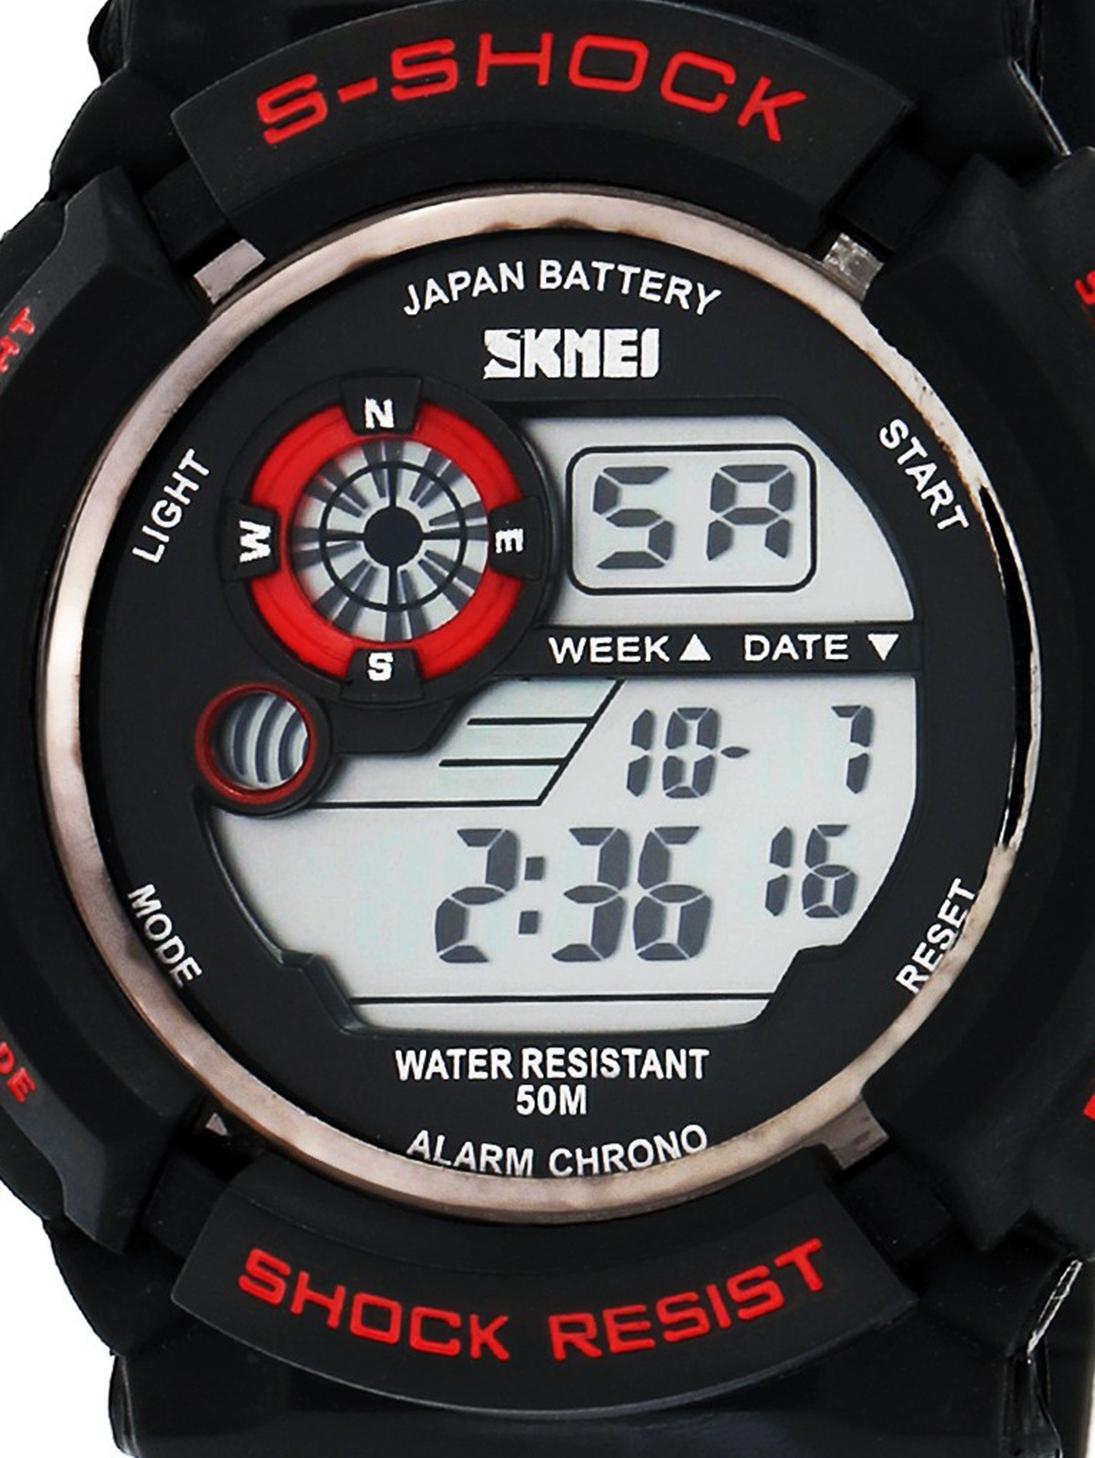 S-SHOCK
JAPAN BATTERY
SKMEI
N
LIGHT
W
E
S
SA
START
WEEK▲ DATE▼
10-7
2:36 16
MODE
RESET
WATER RESISTANT
50M
ALARM CHRONO
SHOCK RESIST